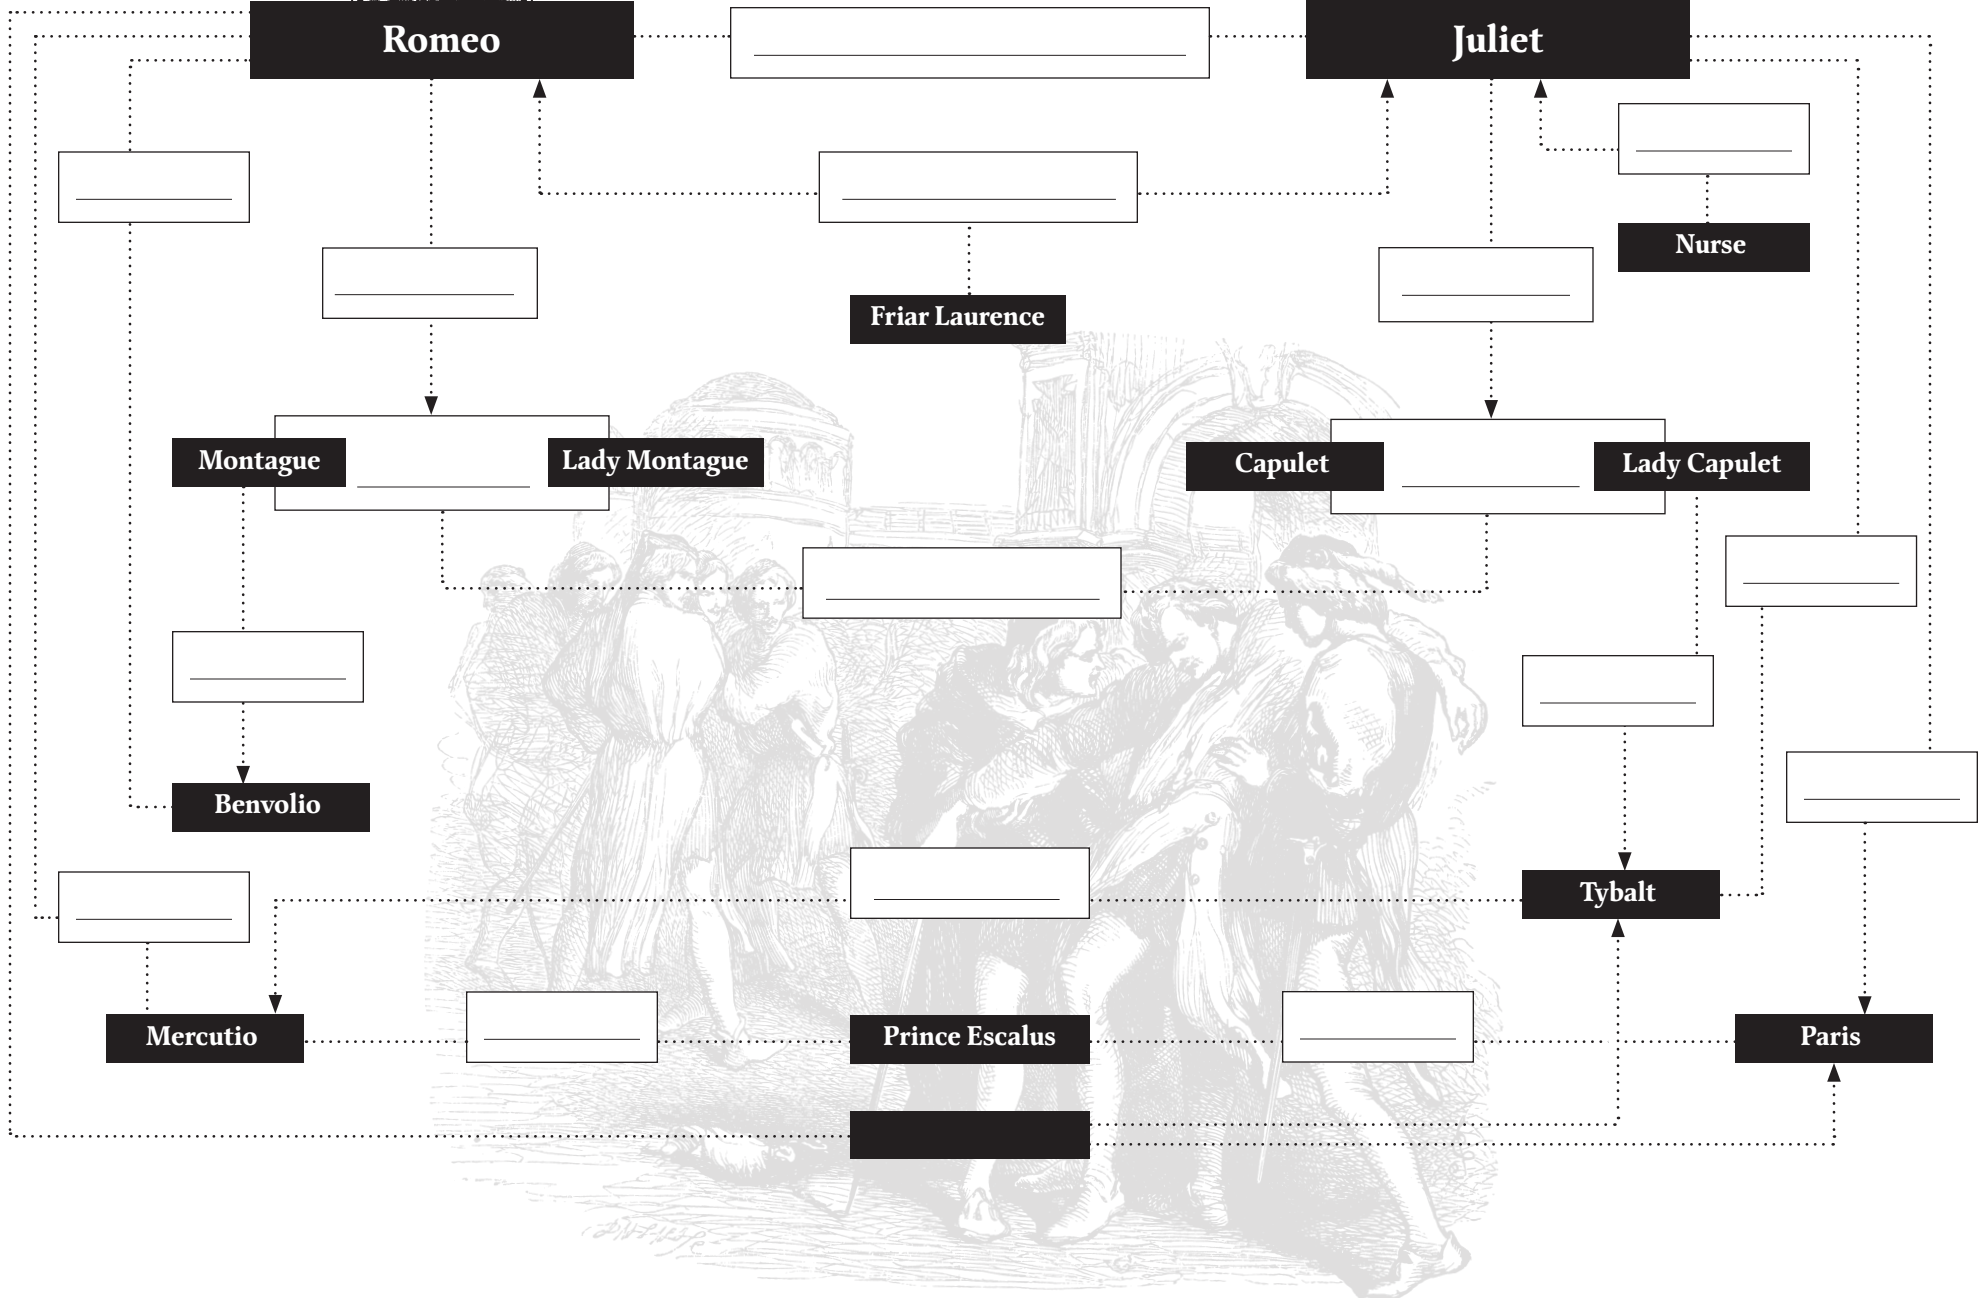 Romeo
Juliet
Nurse
Friar Laurence
Montague
Lady Montague
Capulet
Lady Capulet
Benvolio
Tybalt
Mercutio
Prince Escalus
Paris